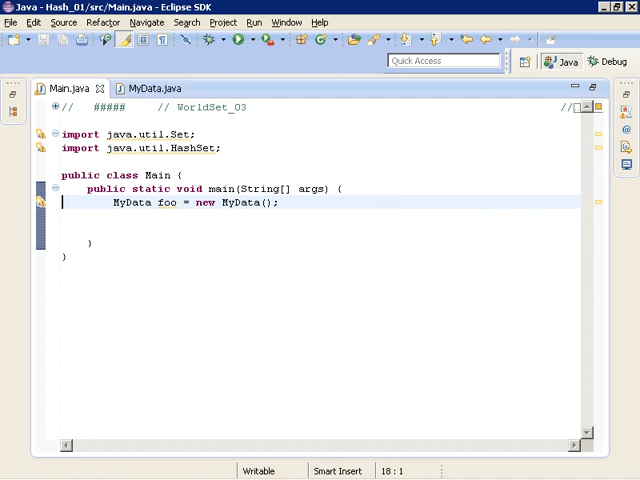 Java - Hash_01/src/Main.java - Eclipse SDK
File Edit Source Refactor Navigate Search Project Run Window Help
Quick Access
Java
Debug
Main.java
MyData.java
// ##### // WorldSet_03 //
import java.util.Set;
import java.util.HashSet;
public class Main {
public static void main(String[] args) {
MyData foo = new MyData();
}
}
Writable
Smart Insert
18 : 1